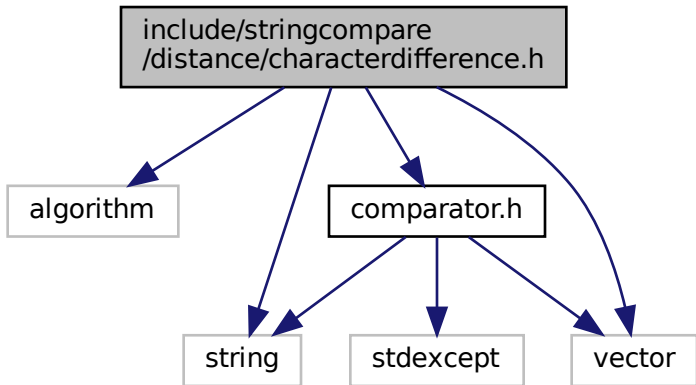 include/stringcompare
/distance/characterdifference.h
algorithm
comparator.h
string
stdexcept
vector